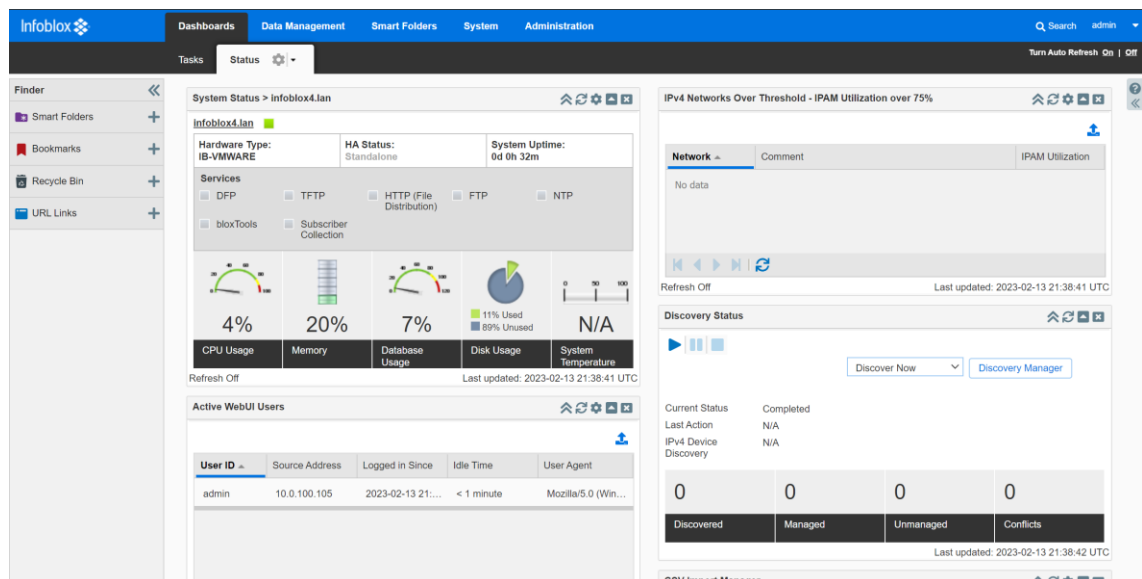 Infoblox
Dashboards
Data Management
Smart Folders
System
Administration
Search
admin
Tasks
Status
Turn Auto Refresh On | Off
Finder
Smart Folders
Bookmarks
Recycle Bin
URL Links
System Status > infoblox4.lan
infoblox4.lan
Hardware Type:
IB-VMWARE
HA Status:
Standalone
System Uptime:
0d 0h 32m
Services
DFP
TFTP
HTTP (File
Distribution)
FTP
NTP
bloxTools
Subscriber
Collection
4%
20%
7%
11% Used
89% Unused
0 50 100
N/A
CPU Usage
Memory
Database
Usage
Disk Usage
System
Temperature
Refresh Off
Last updated: 2023-02-13 21:38:41 UTC
Active WebUI Users
User ID
Source Address
Logged in Since
Idle Time
User Agent
admin
10.0.100.105
2023-02-13 21:...
< 1 minute
Mozilla/5.0 (Win...
IPv4 Networks Over Threshold - IPAM Utilization over 75%
Network
Comment
IPAM Utilization
No data
Refresh Off
Last updated: 2023-02-13 21:38:41 UTC
Discovery Status
Discover Now
Discovery Manager
Current Status
Completed
Last Action
N/A
IPv4 Device
Discovery
N/A
0
0
0
0
Discovered
Managed
Unmanaged
Conflicts
Last updated: 2023-02-13 21:38:42 UTC